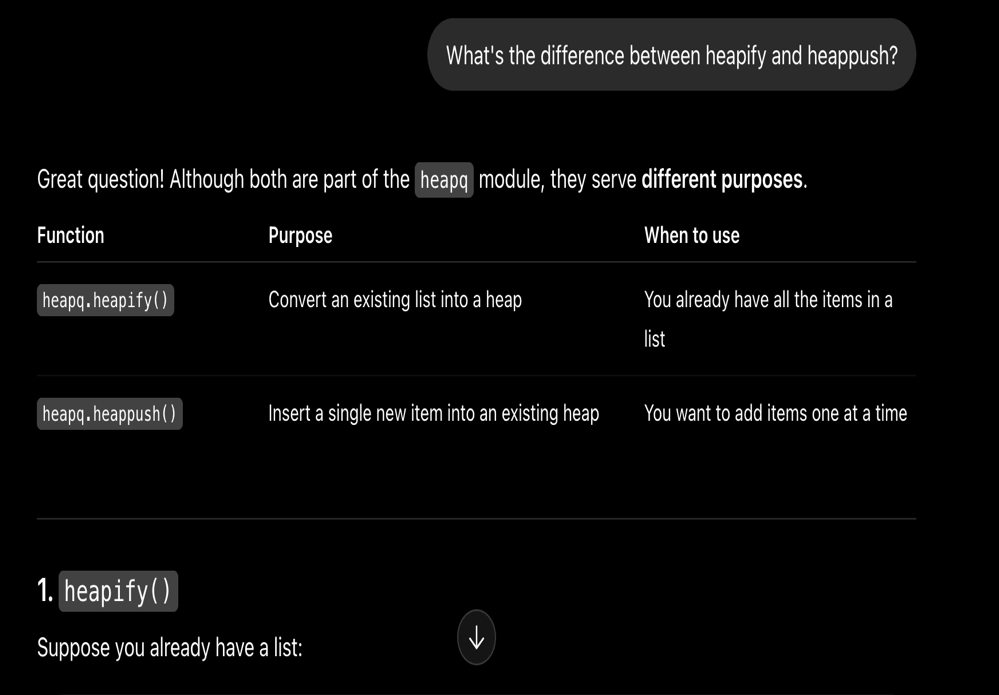 What's the difference between heapify and heappush?
Great question! Although both are part of the heapq module, they serve different purposes.
Function Purpose When to use
heapq.heapify() Convert an existing list into a heap You already have all the items in a
list
heapq.heappush() Insert a single new item into an existing heap You want to add items one at a time
1. heapify()
Suppose you already have a list: